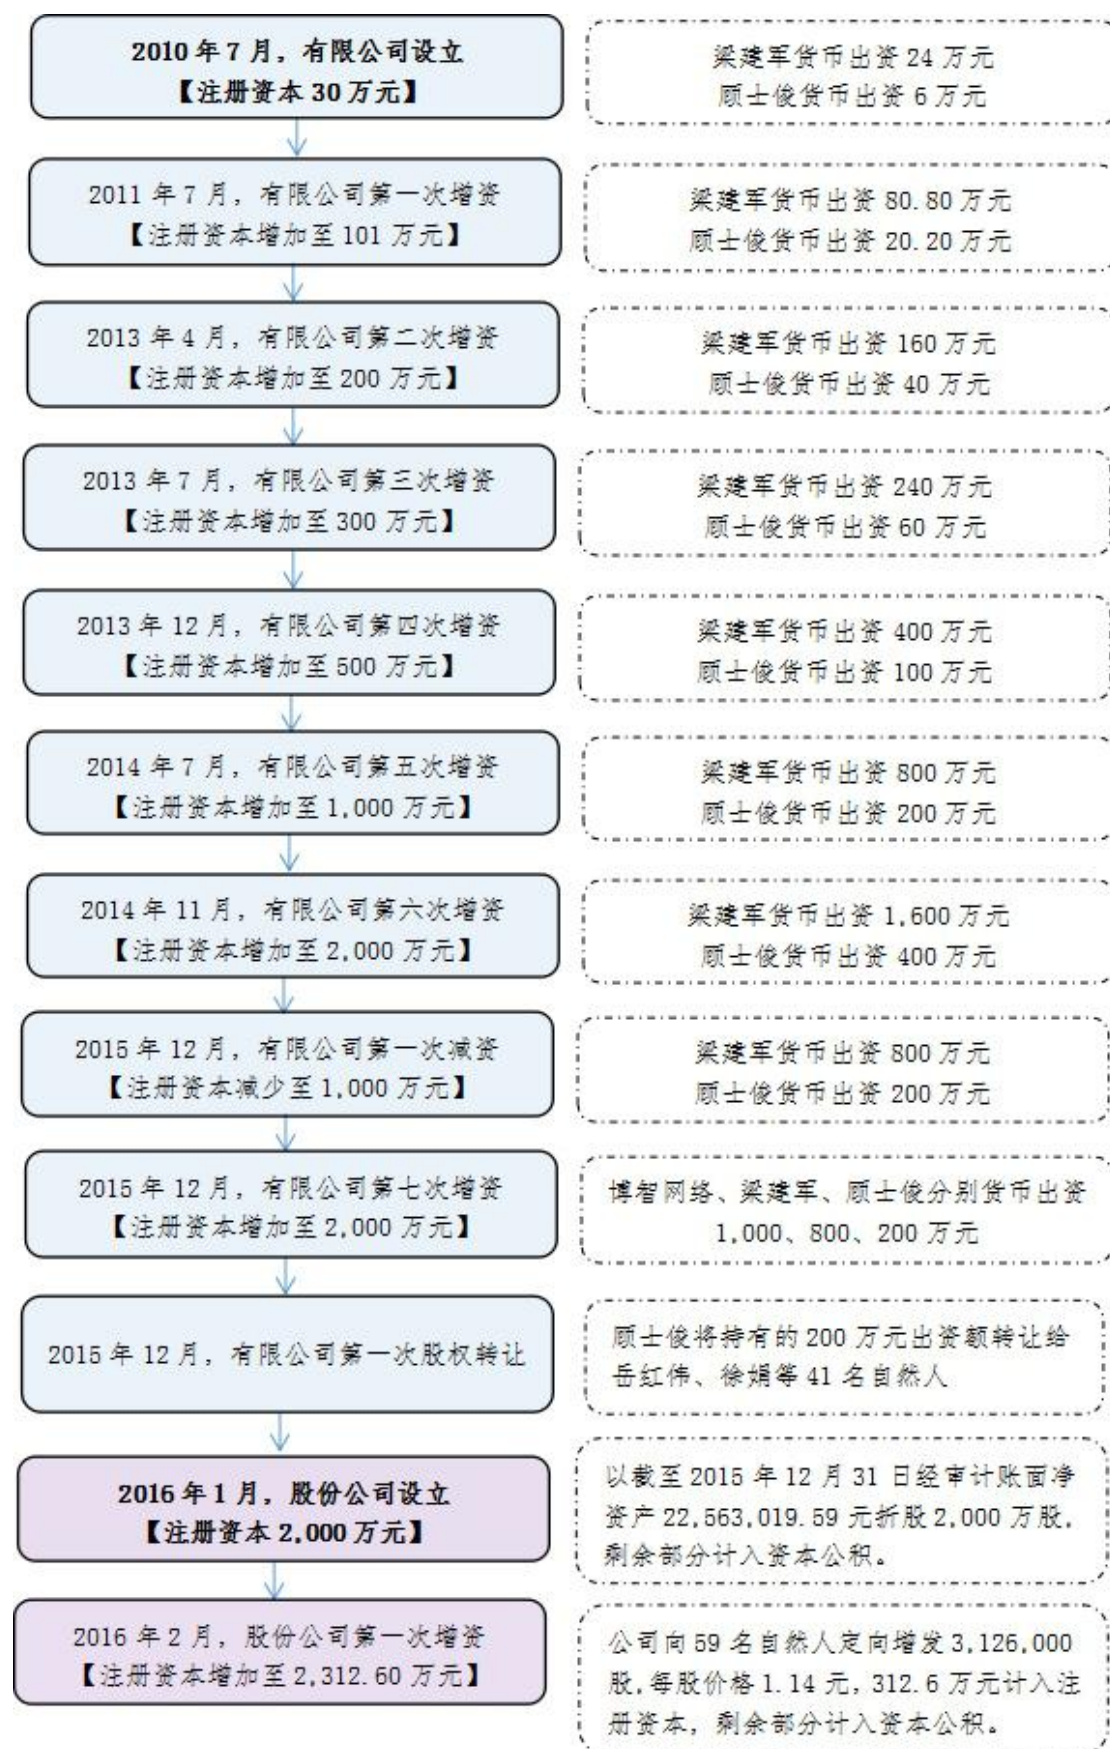 2010 年 7 月，有限公司设立
【注册资本 30 万元】
梁建军货币出资 24 万元
顾士俊货币出资 6 万元
2011 年 7 月，有限公司第一次增资
【注册资本增加至 101 万元】
梁建军货币出资 80.80 万元
顾士俊货币出资 20.20 万元
2013 年 4 月，有限公司第二次增资
【注册资本增加至 200 万元】
梁建军货币出资 160 万元
顾士俊货币出资 40 万元
2013 年 7 月，有限公司第三次增资
【注册资本增加至 300 万元】
梁建军货币出资 240 万元
顾士俊货币出资 60 万元
2013 年 12 月，有限公司第四次增资
【注册资本增加至 500 万元】
梁建军货币出资 400 万元
顾士俊货币出资 100 万元
2014 年 7 月，有限公司第五次增资
【注册资本增加至 1,000 万元】
梁建军货币出资 800 万元
顾士俊货币出资 200 万元
2014 年 11 月，有限公司第六次增资
【注册资本增加至 2,000 万元】
梁建军货币出资 1,600 万元
顾士俊货币出资 400 万元
2015 年 12 月，有限公司第一次减资
【注册资本减少至 1,000 万元】
梁建军货币出资 800 万元
顾士俊货币出资 200 万元
2015 年 12 月，有限公司第七次增资
【注册资本增加至 2,000 万元】
博智网络、梁建军、顾士俊分别货币出资
1,000、800、200 万元
2015 年 12 月，有限公司第一次股权转让
顾士俊将持有的 200 万元出资额转让给
岳红伟、徐娟等 41 名自然人
2016 年 1 月，股份公司设立
【注册资本 2,000 万元】
以截至 2015 年 12 月 31 日经审计账面净
资产 22,563,019.59 元折股 2,000 万股，
剩余部分计入资本公积。
2016 年 2 月，股份公司第一次增资
【注册资本增加至 2,312.60 万元】
公司向 59 名自然人定向增发 3,126,000
股，每股价格 1.14 元，312.6 万元计入注
册资本，剩余部分计入资本公积。